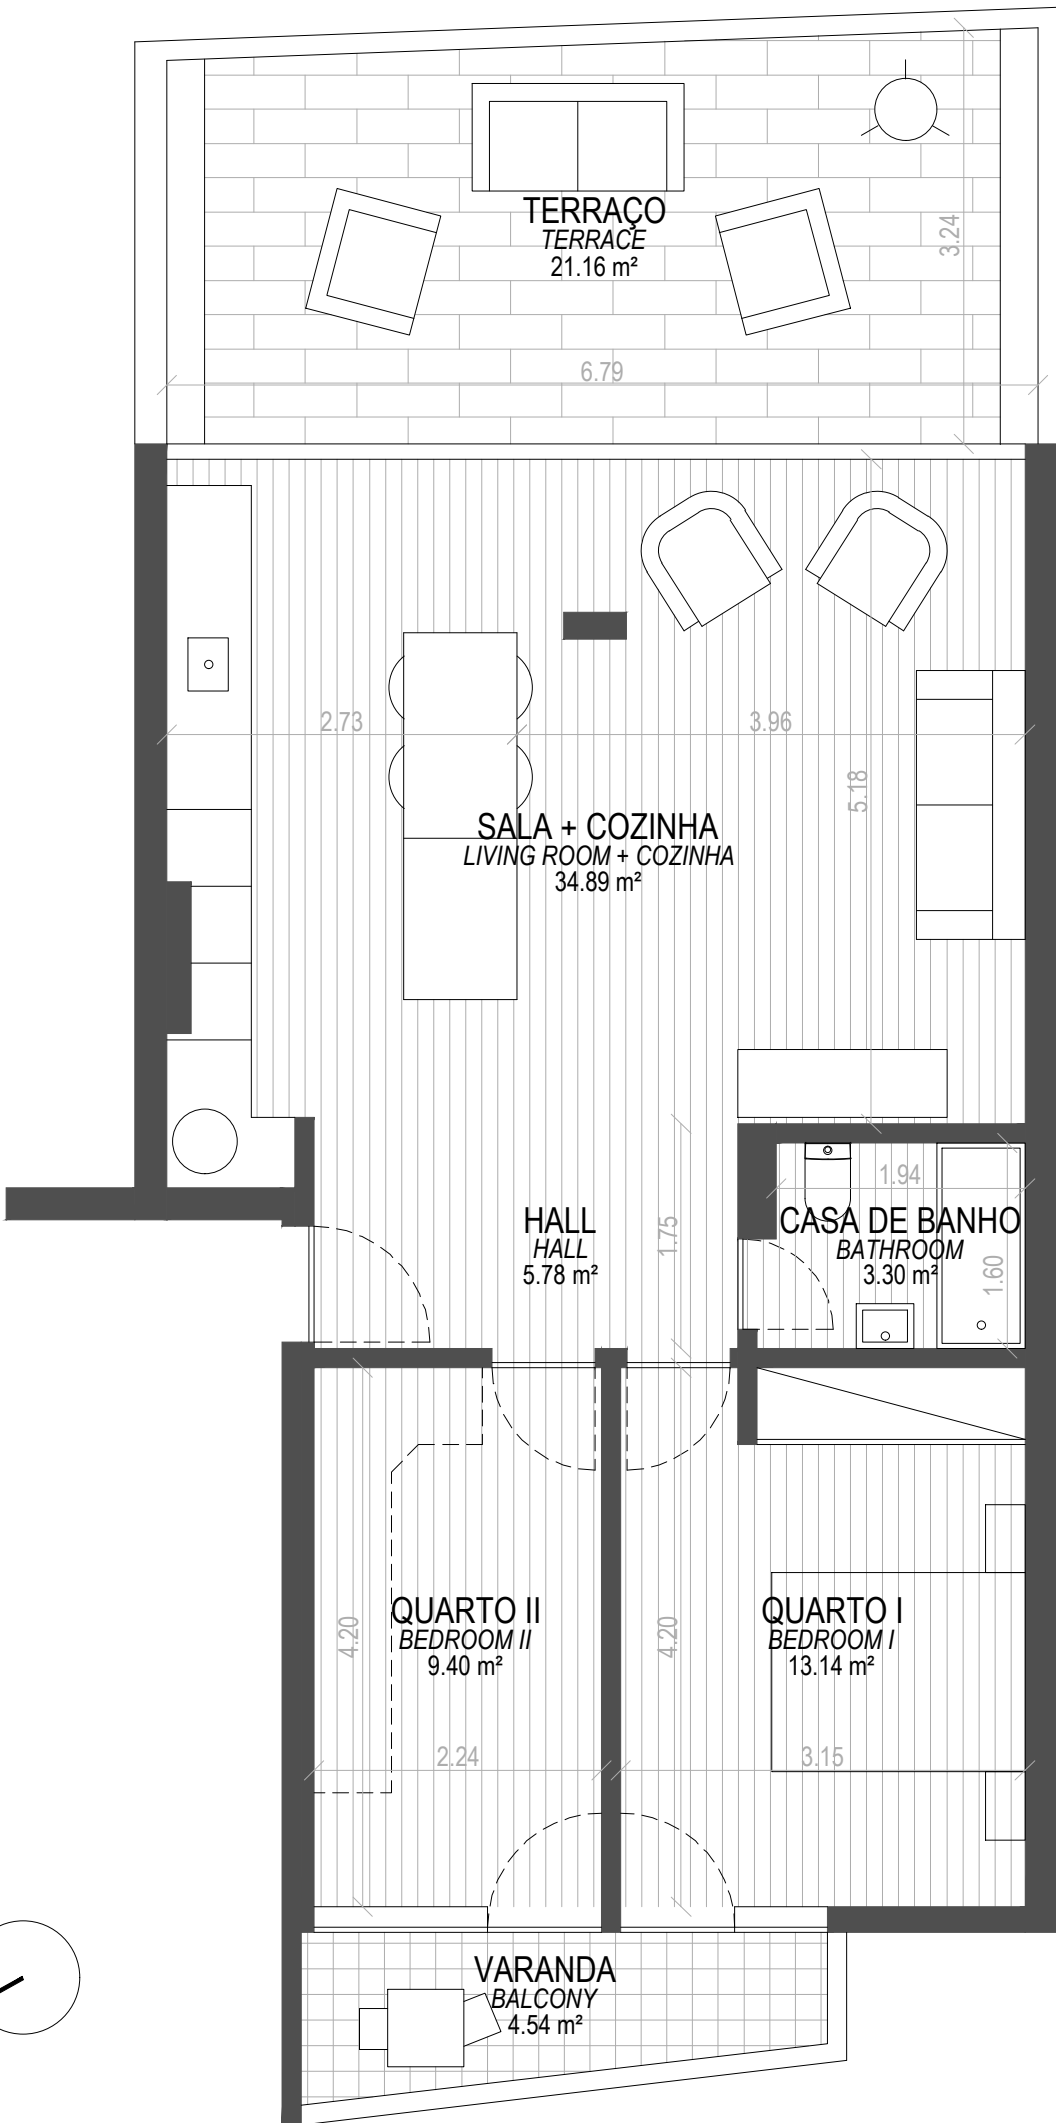 3.24
TERRAÇO
TERRACE
21.16 m²
6.79
2.73
3.96
5.18
SALA + COZINHA
LIVING ROOM + COZINHA
34.89 m²
1.94
HALL
HALL
5.78 m²
1.75
CASA DE BANHO
BATHROOM
3.30 m²
1.60
QUARTO II
BEDROOM II
9.40 m²
4.20
QUARTO I
BEDROOM I
13.14 m²
4.20
2.24
3.15
VARANDA
BALCONY
4.54 m²